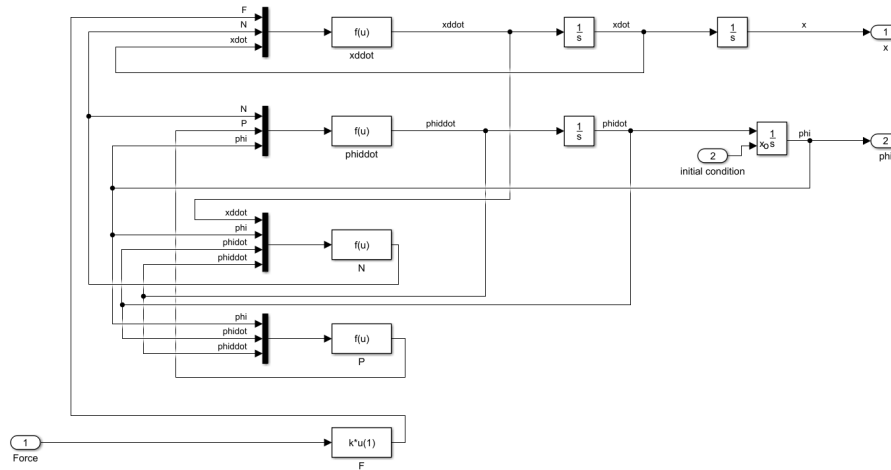 F
N
xdot
f(u)
xddot
xddot
1
s
xdot
1
s
x
1
x
N
P
phi
f(u)
phiddot
phiddot
1
s
phidot
2
initial condition
xo
1
s
phi
2
phi
xddot
phi
phidot
phiddot
f(u)
N
phi
phidot
phiddot
f(u)
P
1
Force
k*u(1)
F